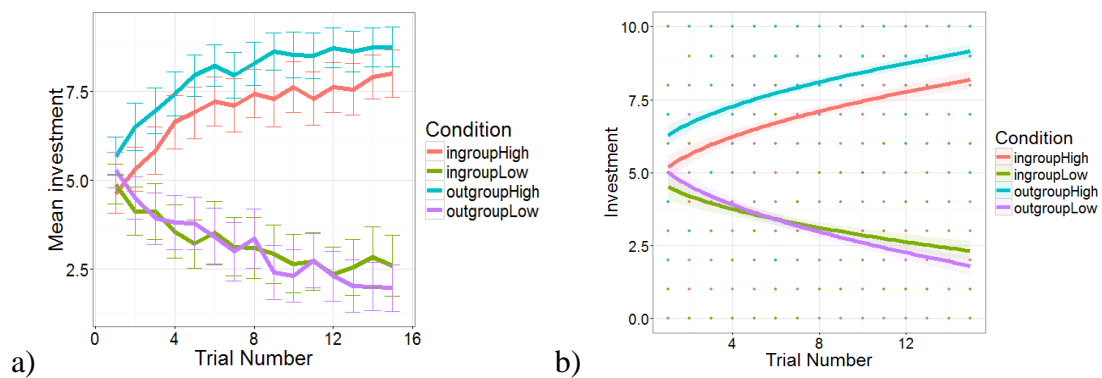 a)
Mean investment
7.5
5.0
2.5
0 4 8 12 16
Trial Number
Condition
ingroupHigh
ingroupLow
outgroupHigh
outgroupLow
b)
Investment
10.0
7.5
5.0
2.5
0.0
4 8 12
Trial Number
Condition
ingroupHigh
ingroupLow
outgroupHigh
outgroupLow